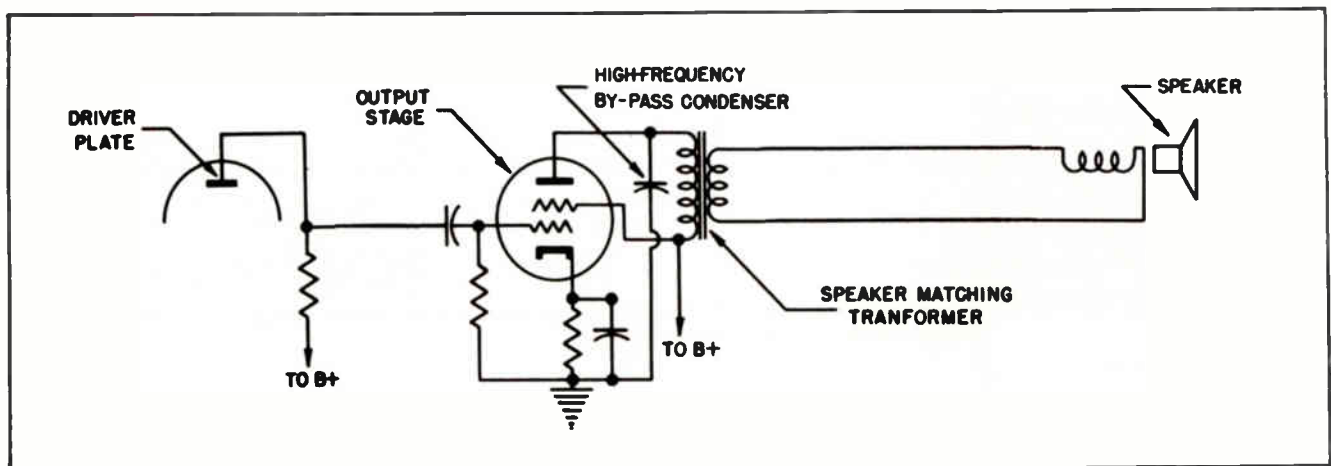 DRIVER
PLATE
OUTPUT
STAGE
HIGH-FREQUENCY
BY-PASS CONDENSER
SPEAKER
SPEAKER MATCHING
TRANFORMER
TO B+
TO B+